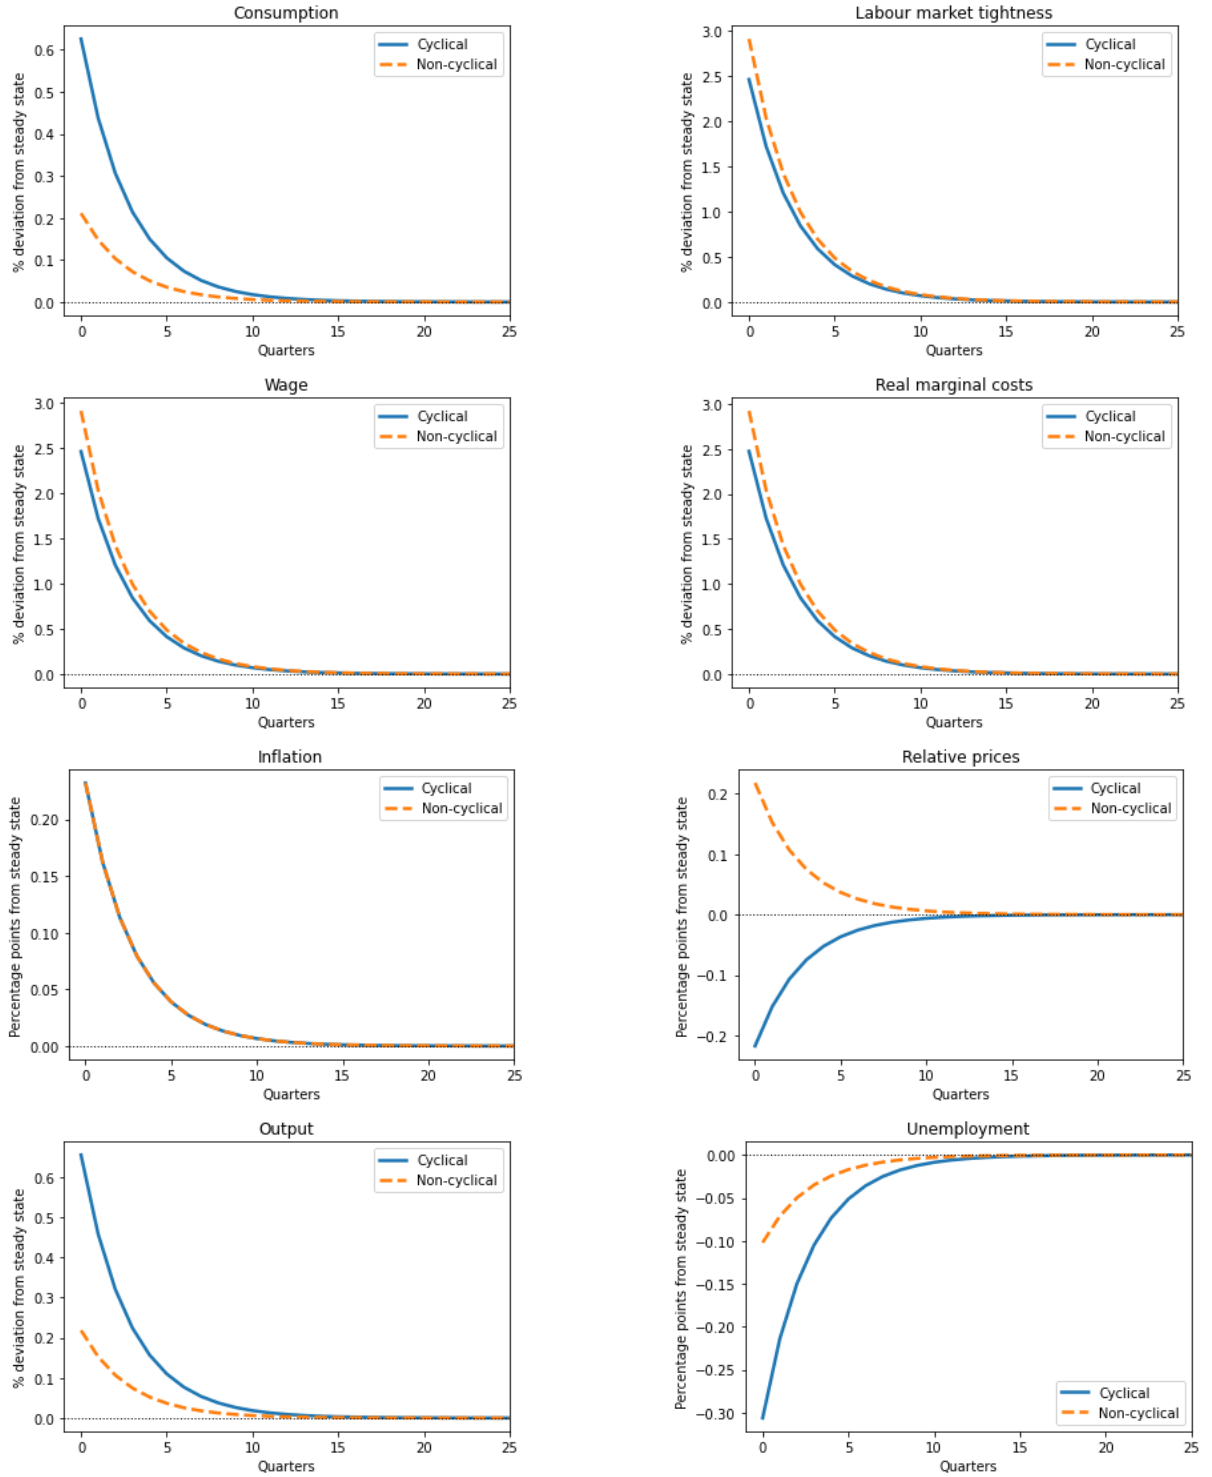 Consumption
% deviation from steady state
0.6
0.5
0.4
0.3
0.2
0.1
0.0
Cyclical
Non-cyclical
0 5 10 15 20 25
Quarters
Labour market tightness
% deviation from steady state
3.0
2.5
2.0
1.5
1.0
0.5
0.0
Cyclical
Non-cyclical
0 5 10 15 20 25
Quarters
Wage
% deviation from steady state
3.0
2.5
2.0
1.5
1.0
0.5
0.0
Cyclical
Non-cyclical
0 5 10 15 20 25
Quarters
Real marginal costs
% deviation from steady state
3.0
2.5
2.0
1.5
1.0
0.5
0.0
Cyclical
Non-cyclical
0 5 10 15 20 25
Quarters
Inflation
Percentage points from steady state
0.20
0.15
0.10
0.05
0.00
Cyclical
Non-cyclical
0 5 10 15 20 25
Quarters
Relative prices
Percentage points from steady state
0.2
0.1
0.0
−0.1
−0.2
Cyclical
Non-cyclical
0 5 10 15 20 25
Quarters
Output
% deviation from steady state
0.6
0.5
0.4
0.3
0.2
0.1
0.0
Cyclical
Non-cyclical
0 5 10 15 20 25
Quarters
Unemployment
Percentage points from steady state
0.00
−0.05
−0.10
−0.15
−0.20
−0.25
−0.30
Cyclical
Non-cyclical
0 5 10 15 20 25
Quarters